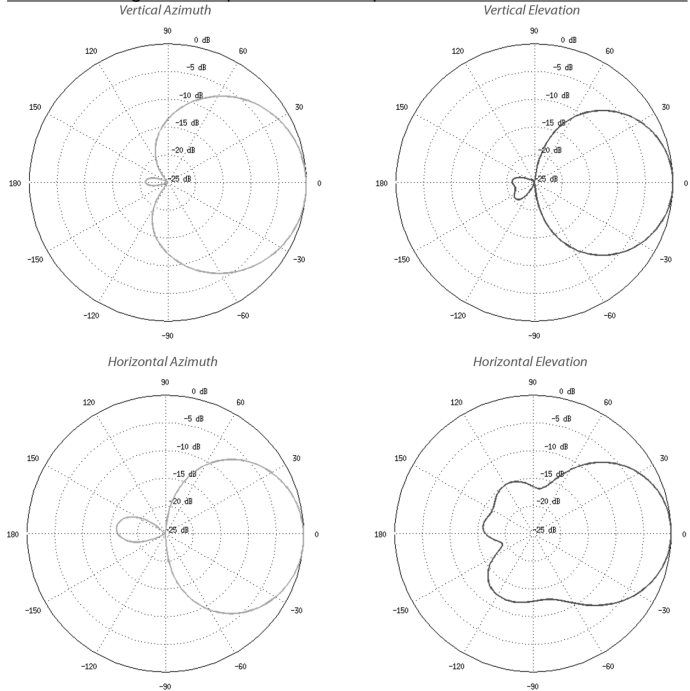 Vertical Azimuth
90
0 dB
120
60
-5 dB
-10 dB
150
30
-15 dB
-20 dB
180
-25 dB
0
-150
-30
-120
-60
-90
Vertical Elevation
90
0 dB
120
60
-5 dB
-10 dB
150
30
-15 dB
-20 dB
180
-25 dB
0
-150
-30
-120
-60
-90
Horizontal Azimuth
90
0 dB
120
60
-5 dB
-10 dB
150
30
-15 dB
-20 dB
180
-25 dB
0
-150
-30
-120
-60
-90
Horizontal Elevation
90
0 dB
120
60
-5 dB
-10 dB
150
30
-15 dB
-20 dB
180
-25 dB
0
-150
-30
-120
-60
-90